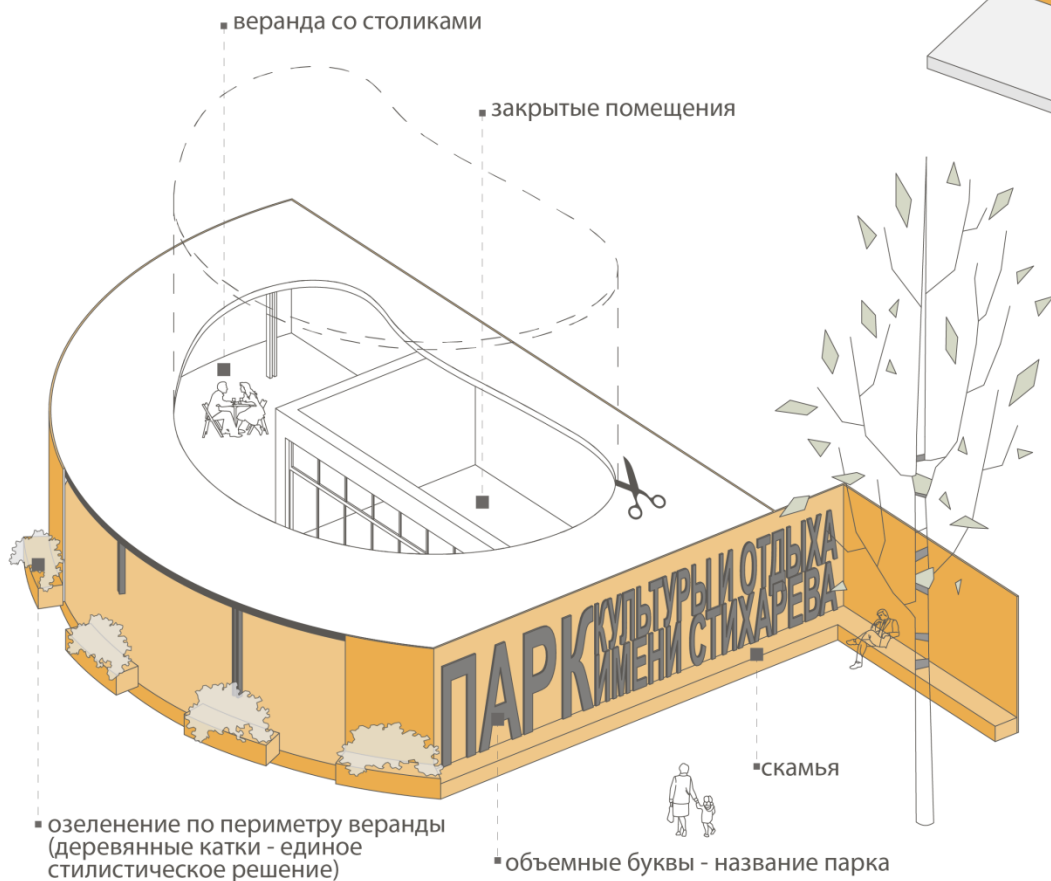 веранда со столиками
закрытые помещения
ПАРК
КУЛЬТУРЫ И ОТДЫХА
ИМЕНИ СТИХАРЕВА
скамья
озеленение по периметру веранды
(деревянные катки - единое
стилистическое решение)
объемные буквы - название парка